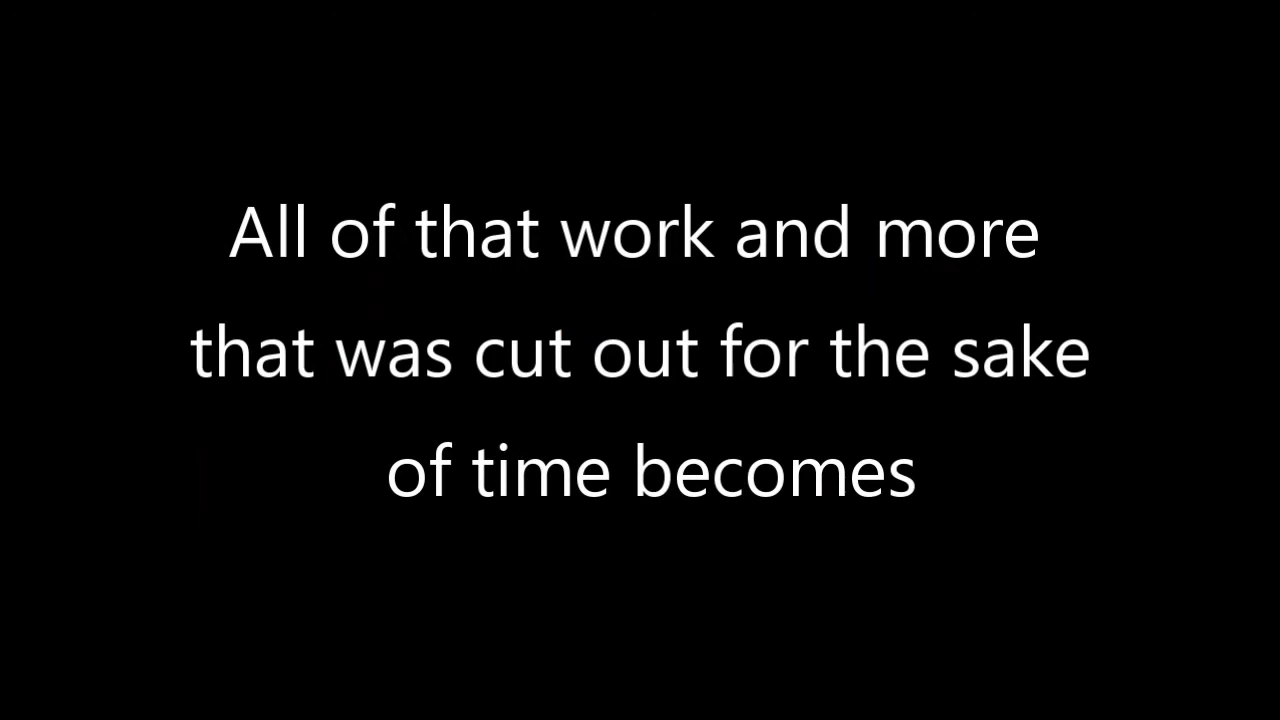 All of that work and more
that was cut out for the sake
of time becomes